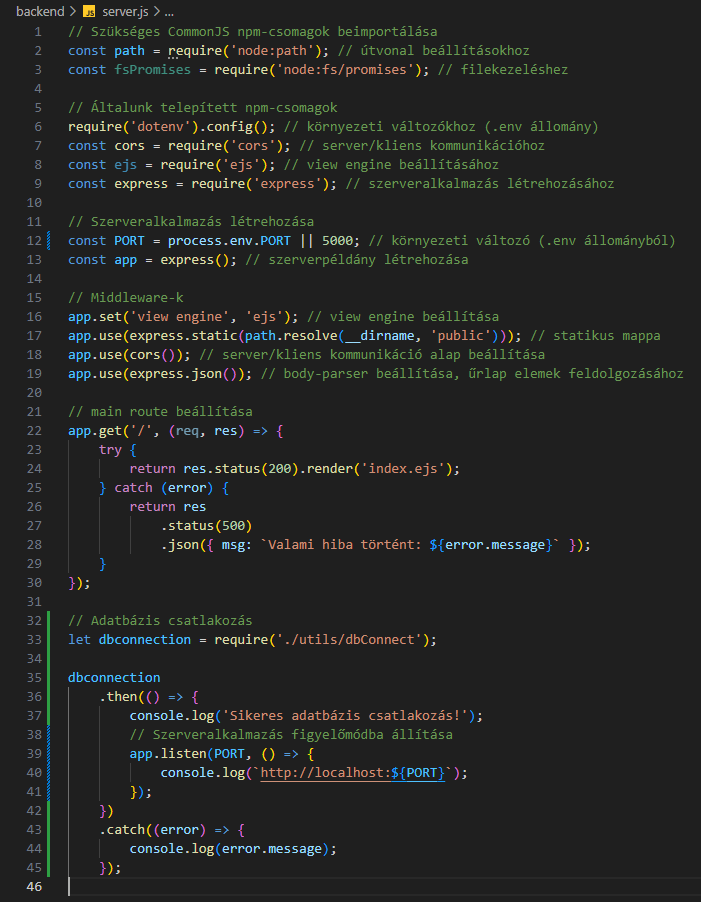 backend > JS server.js > ...
1 // Szükséges CommonJS npm-csomagok beimportálása
2 const path = require('node:path'); // útvonal beállításokhoz
3 const fsPromises = require('node:fs/promises'); // filekezeléshez
4
5 // Általunk telepített npm-csomagok
6 require('dotenv').config(); // környezeti változókhoz (.env állomány)
7 const cors = require('cors'); // server/kliens kommunikációhoz
8 const ejs = require('ejs'); // view engine beállításához
9 const express = require('express'); // szerveralkalmazás létrehozásához
10
11 // Szerveralkalmazás létrehozása
12 const PORT = process.env.PORT || 5000; // környezeti változó (.env állományból)
13 const app = express(); // szerverpéldány létrehozása
14
15 // Middleware-k
16 app.set('view engine', 'ejs'); // view engine beállítása
17 app.use(express.static(path.resolve(__dirname, 'public'))); // statikus mappa
18 app.use(cors()); // server/kliens kommunikáció alap beállítása
19 app.use(express.json()); // body-parser beállítása, űrlap elemek feldolgozásához
20
21 // main route beállítása
22 app.get('/', (req, res) => {
23     try {
24         return res.status(200).render('index.ejs');
25     } catch (error) {
26         return res
27             .status(500)
28             .json({ msg: `Valami hiba történt: ${error.message}` });
29     }
30 });
31
32 // Adatbázis csatlakozás
33 let dbconnection = require('./utils/dbConnect');
34
35 dbconnection
36     .then(() => {
37         console.log('Sikeres adatbázis csatlakozás!');
38         // Szerveralkalmazás figyelőmódba állítása
39         app.listen(PORT, () => {
40             console.log(`http://localhost:${PORT}`);
41         });
42     })
43     .catch((error) => {
44         console.log(error.message);
45     });
46